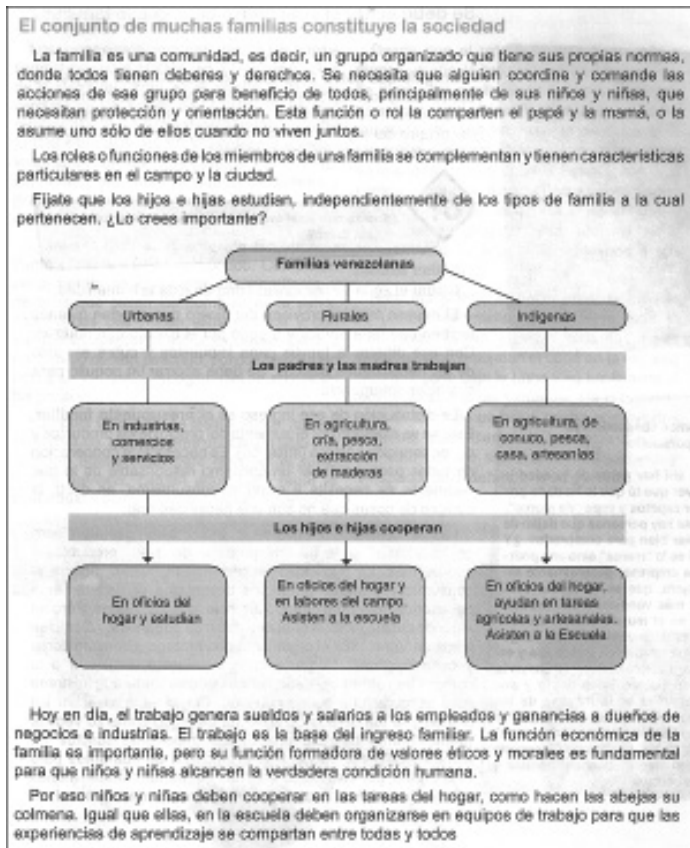 El conjunto de muchas familias constituye la sociedad
La familia es una comunidad, es decir, un grupo organizado que tiene sus propias normas,
donde todos tienen deberes y derechos. Se necesita que alguien coordine y comande las
acciones de ese grupo para beneficio de todos, principalmente de sus niños y niñas, que
necesitan protección y orientación. Esta función o rol la comparten el papá y la mamá, o la
asume uno sólo de ellos cuando no viven juntos.
Los roles o funciones de los miembros de una familia se complementan y tienen características
particulares en el campo y la ciudad.
Fíjate que los hijos e hijas estudian, independientemente de los tipos de familia a la cual
pertenecen. ¿Lo crees importante?
Familias venezolanas
Urbanas
Rurales
Indígenas
Los padres y las madres trabajan
En industrias,
comercios
y servicios
En agricultura,
cría, pesca,
extracción
de maderas
En agricultura, de
conuco, pesca,
casa, artesanías
Los hijos e hijas cooperan
En oficios del
hogar y estudian
En oficios del hogar y
en labores del campo.
Asisten a la escuela
En oficios del hogar,
ayudan en tareas
agrícolas y artesanales.
Asisten a la Escuela
Hoy en día, el trabajo genera sueldos y salarios a los empleados y ganancias a dueños de
negocios e industrias. El trabajo es la base del ingreso familiar. La función económica de la
familia es importante, pero su función formadora de valores éticos y morales es fundamental
para que niños y niñas alcancen la verdadera condición humana.
Por eso niños y niñas deben cooperar en las tareas del hogar, como hacen las abejas su
colmena. Igual que ellas, en la escuela deben organizarse en equipos de trabajo para que las
experiencias de aprendizaje se compartan entre todas y todos